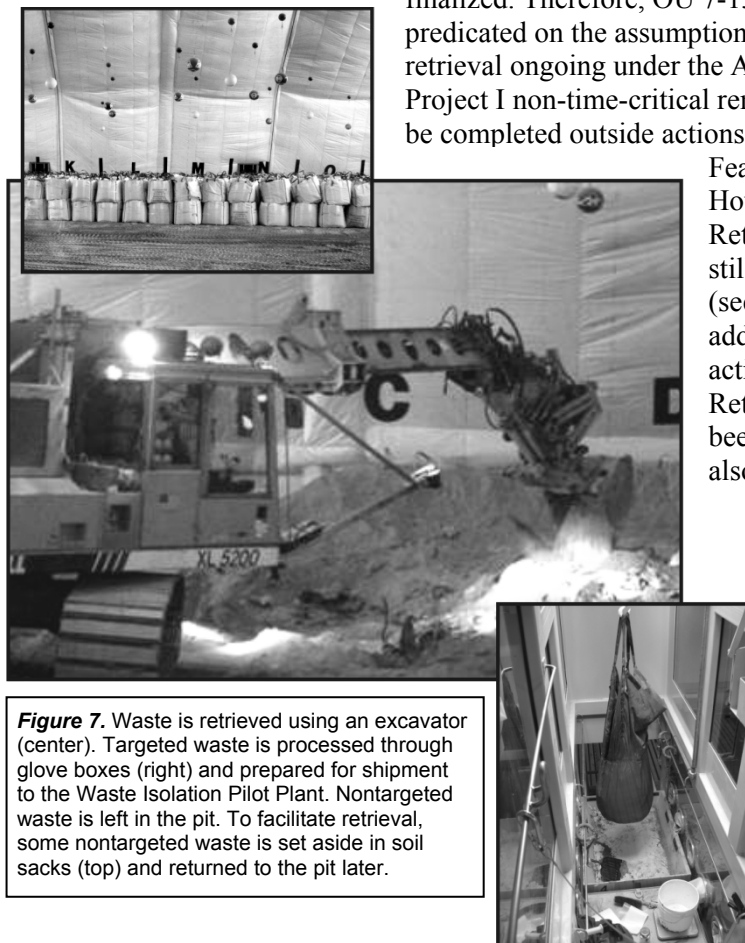 finalized. Therefore, OU 7-1
predicated on the assumption
retrieval ongoing under the A
Project I non-time-critical
be completed outside actions
K L M N O
Fea
How
Ret
stil
(see
add
acti
Ret
bee
also
C
D
XL 5200
Figure 7. Waste is retrieved using an excavator
(center). Targeted waste is processed through
glove boxes (right) and prepared for shipment
to the Waste Isolation Pilot Plant. Nontargeted
waste is left in the pit. To facilitate retrieval,
some nontargeted waste is set aside in soil
sacks (top) and returned to the pit later.